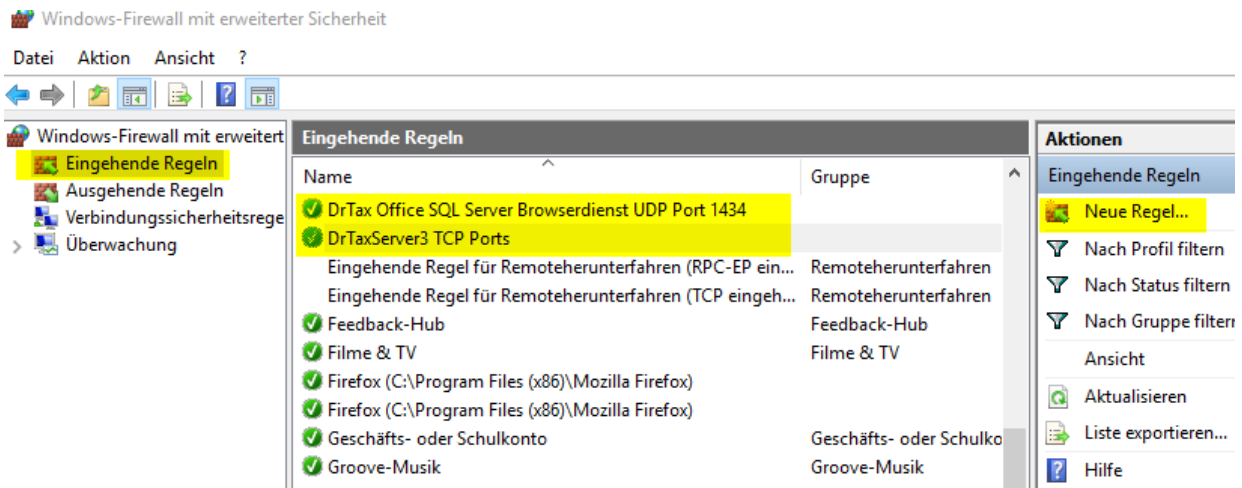 Windows-Firewall mit erweiterter Sicherheit
Datei Aktion Ansicht ?
Windows-Firewall mit erweitert
Eingehende Regeln
Ausgehende Regeln
Verbindungssicherheitsrege
Überwachung
Eingehende Regeln
Name Gruppe
DrTax Office SQL Server Browserdienst UDP Port 1434
DrTaxServer3 TCP Ports
Eingehende Regel für Remoteherunterfahren (RPC-EP ein... Remoteherunterfahren
Eingehende Regel für Remoteherunterfahren (TCP eingeh... Remoteherunterfahren
Feedback-Hub Feedback-Hub
Filme & TV Filme & TV
Firefox (C:\Program Files (x86)\Mozilla Firefox)
Firefox (C:\Program Files (x86)\Mozilla Firefox)
Geschäfts- oder Schulkonto Geschäfts- oder Schulko
Groove-Musik Groove-Musik
Aktionen
Eingehende Regeln
Neue Regel...
Nach Profil filtern
Nach Status filtern
Nach Gruppe filtern
Ansicht
Aktualisieren
Liste exportieren...
Hilfe